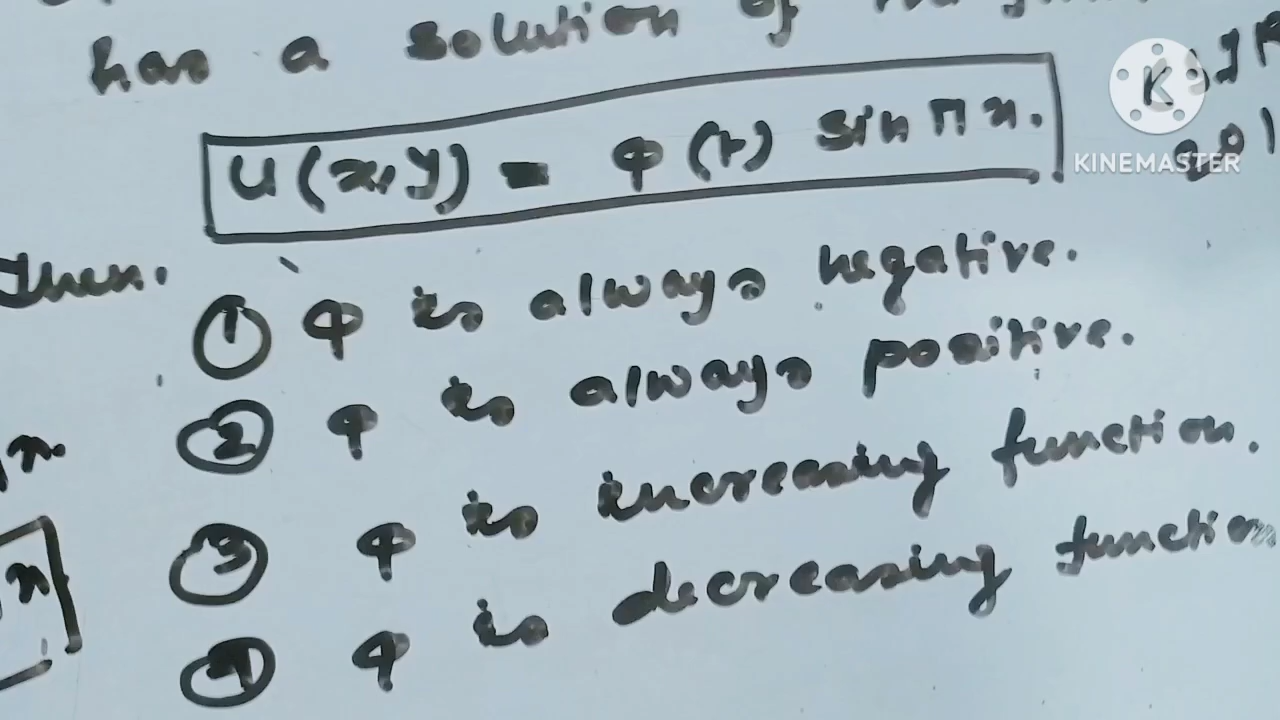 has a solution of
U(x,y) = φ(t) sin πx.
KINEMASTER
Then.
① φ is always negative.
② φ is always positive.
③ φ is increasing function.
④ φ is decreasing function